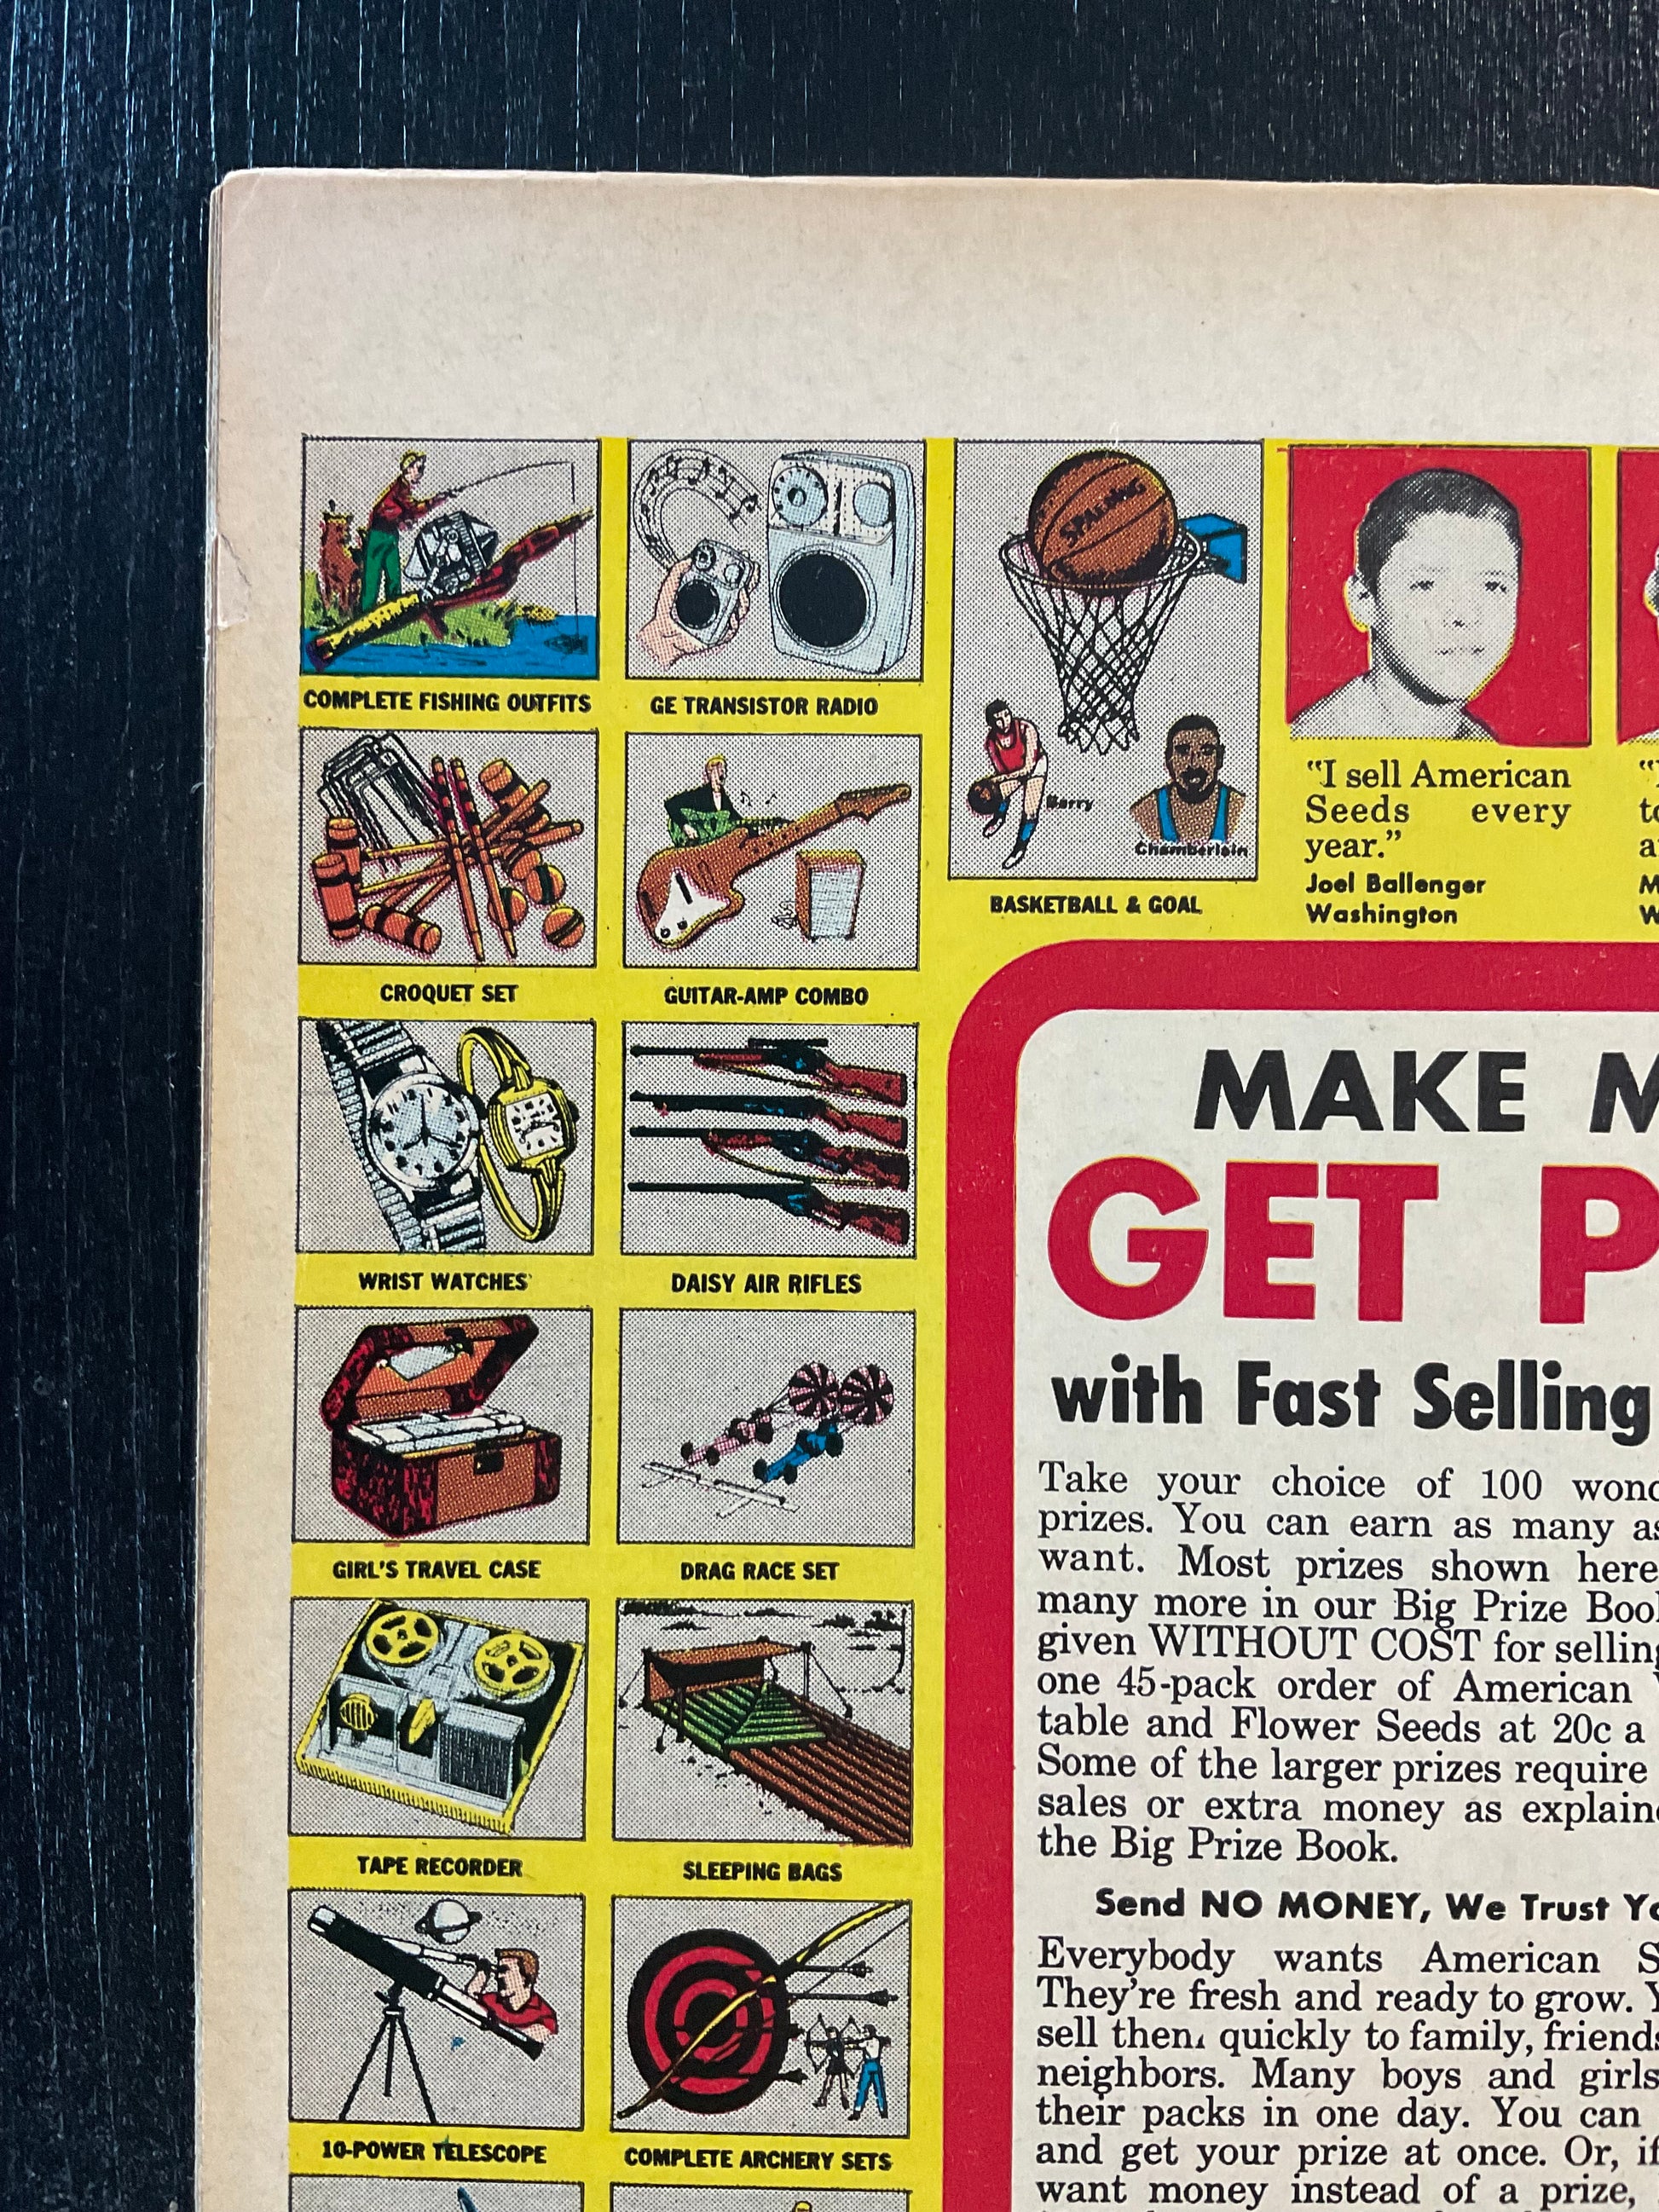 COMPLETE FISHING OUTFITS
GE TRANSISTOR RADIO
SPALDING
Barry
Chamberlain
BASKETBALL & GOAL
"I sell American
Seeds every
year."
Joel Ballenger
Washington
CROQUET SET
GUITAR-AMP COMBO
WRIST WATCHES
DAISY AIR RIFLES
GIRL'S TRAVEL CASE
DRAG RACE SET
TAPE RECORDER
SLEEPING BAGS
10-POWER TELESCOPE
COMPLETE ARCHERY SETS
MAKE
GET
with Fast Selling
Take your choice of 100
prizes. You can earn as many
want. Most prizes shown here
many more in our Big Prize
given WITHOUT COST for
one 45-pack order of American
table and Flower Seeds at 20c a
Some of the larger prizes require
sales or extra money as
the Big Prize Book.
Send NO MONEY, We Trust
Everybody wants American
They're fresh and ready to grow.
sell them quickly to family,
neighbors. Many boys and girls
their packs in one day. You can
and get your prize at once. Or, if
want money instead of a prize,